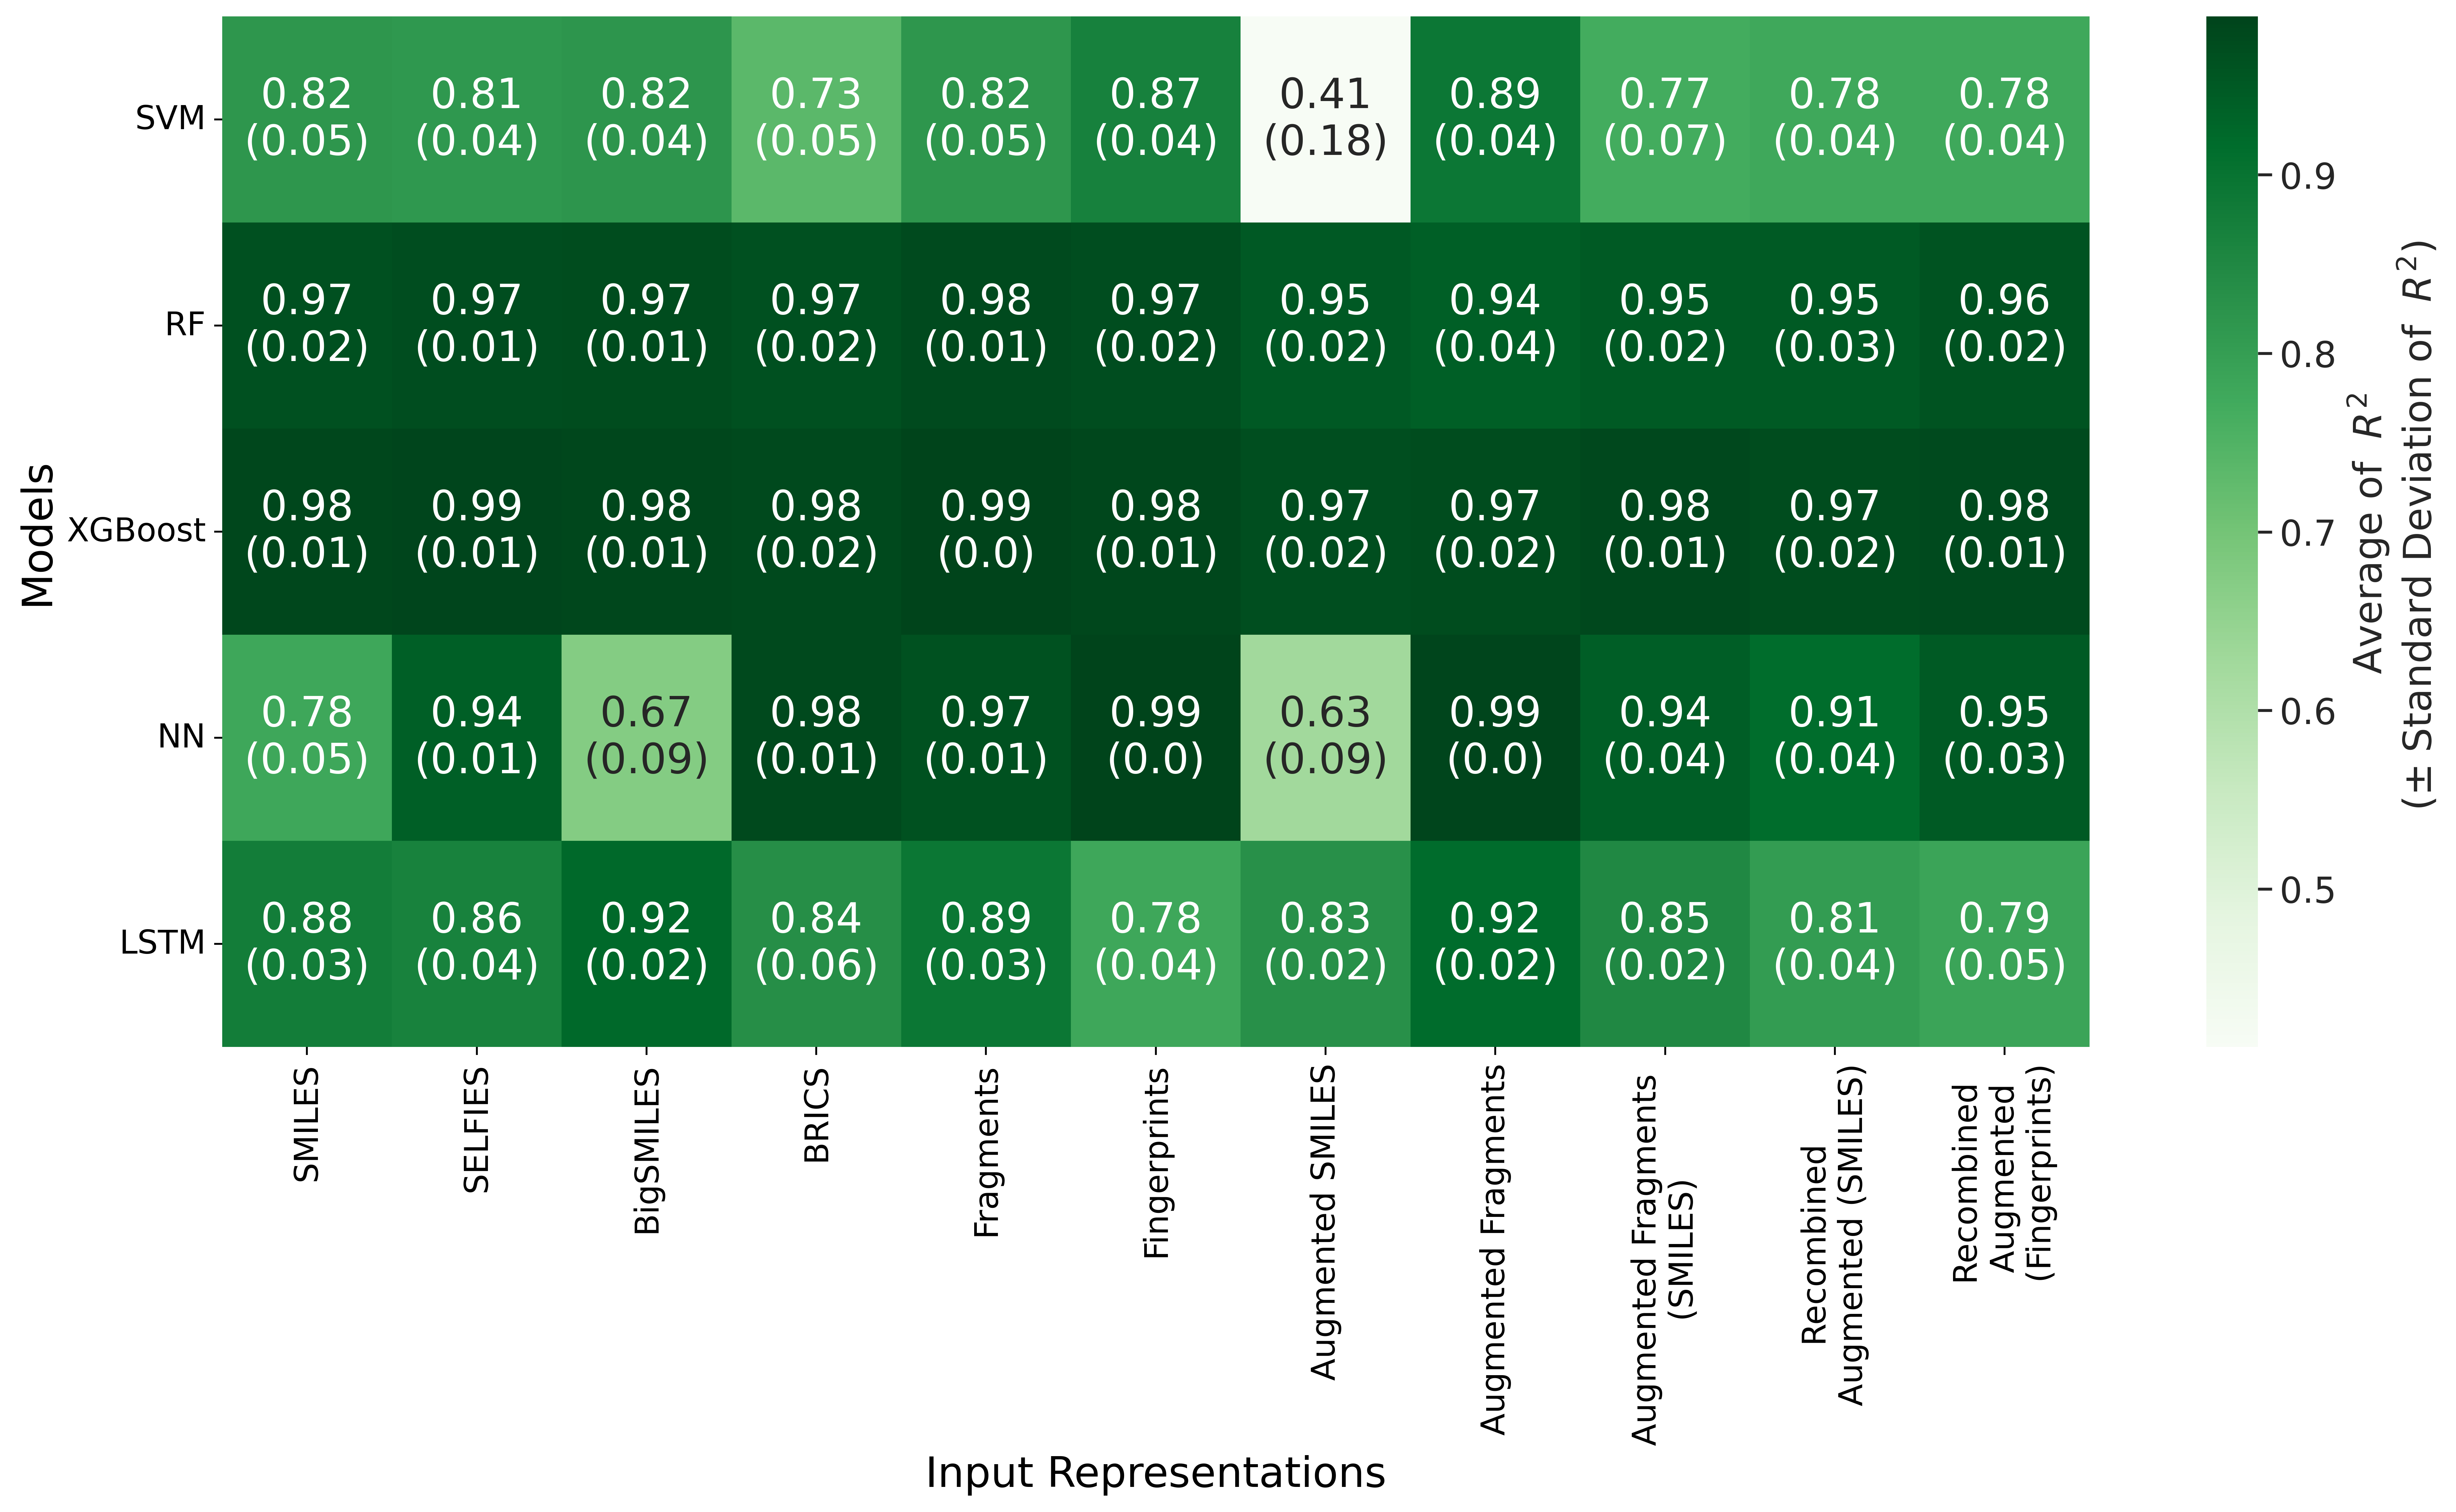 Models
SVM
0.82 0.81 0.82 0.73 0.82 0.87 0.41 0.89 0.77 0.78 0.78
(0.05) (0.04) (0.04) (0.05) (0.05) (0.04) (0.18) (0.04) (0.07) (0.04) (0.04)
RF
0.97 0.97 0.97 0.97 0.98 0.97 0.95 0.94 0.95 0.95 0.96
(0.02) (0.01) (0.01) (0.02) (0.01) (0.02) (0.02) (0.04) (0.02) (0.03) (0.02)
XGBoost
0.98 0.99 0.98 0.98 0.99 0.98 0.97 0.97 0.98 0.97 0.98
(0.01) (0.01) (0.01) (0.02) (0.0) (0.01) (0.02) (0.02) (0.01) (0.02) (0.01)
NN
0.78 0.94 0.67 0.98 0.97 0.99 0.63 0.99 0.94 0.91 0.95
(0.05) (0.01) (0.09) (0.01) (0.01) (0.0) (0.09) (0.0) (0.04) (0.04) (0.03)
LSTM
0.88 0.86 0.92 0.84 0.89 0.78 0.83 0.92 0.85 0.81 0.79
(0.03) (0.04) (0.02) (0.06) (0.03) (0.04) (0.02) (0.02) (0.02) (0.04) (0.05)
SMILES
SELFIES
BigSMILES
BRICS
Fragments
Fingerprints
Augmented SMILES
Augmented Fragments
Augmented Fragments
(SMILES)
Recombined
Augmented (SMILES)
Recombined
Augmented
(Fingerprints)
Input Representations
0.9
0.8
0.7
0.6
0.5
Average of R²
(± Standard Deviation of R²)